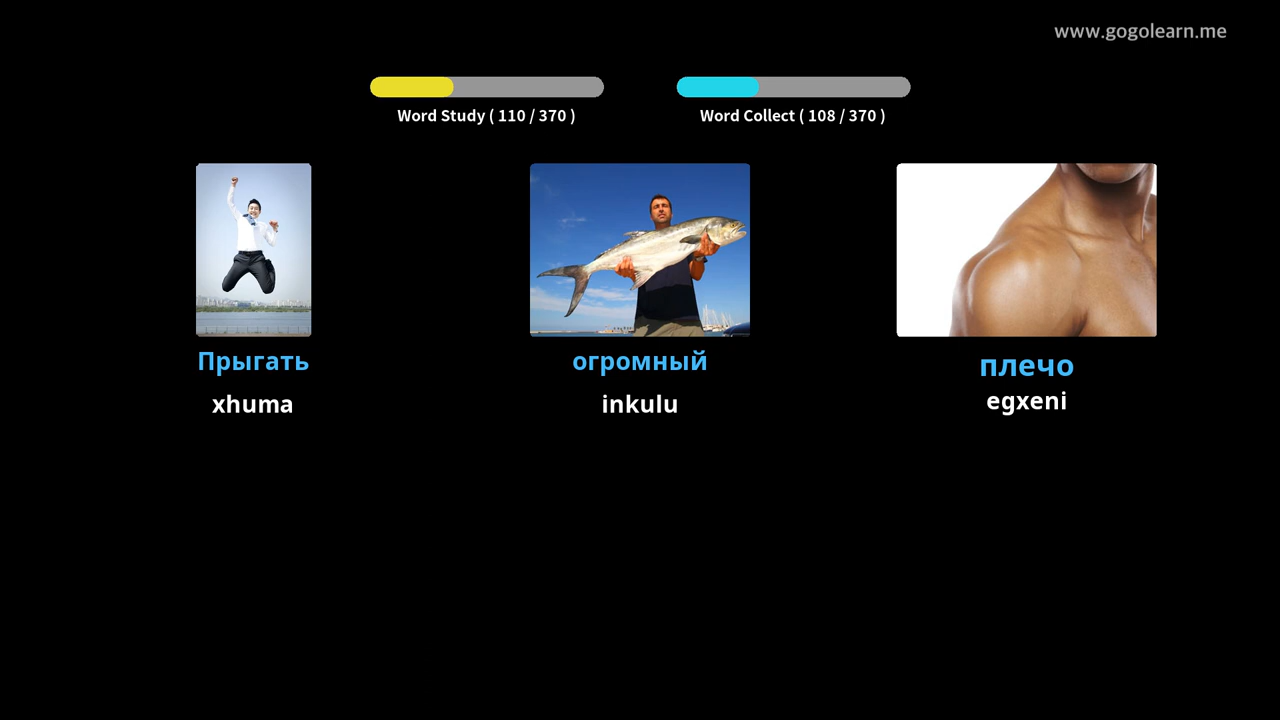 www.gogolearn.me
Word Study ( 110 / 370 )
Word Collect ( 108 / 370 )
Прыгать
огромный
плечо
xhuma
inkulu
egxeni